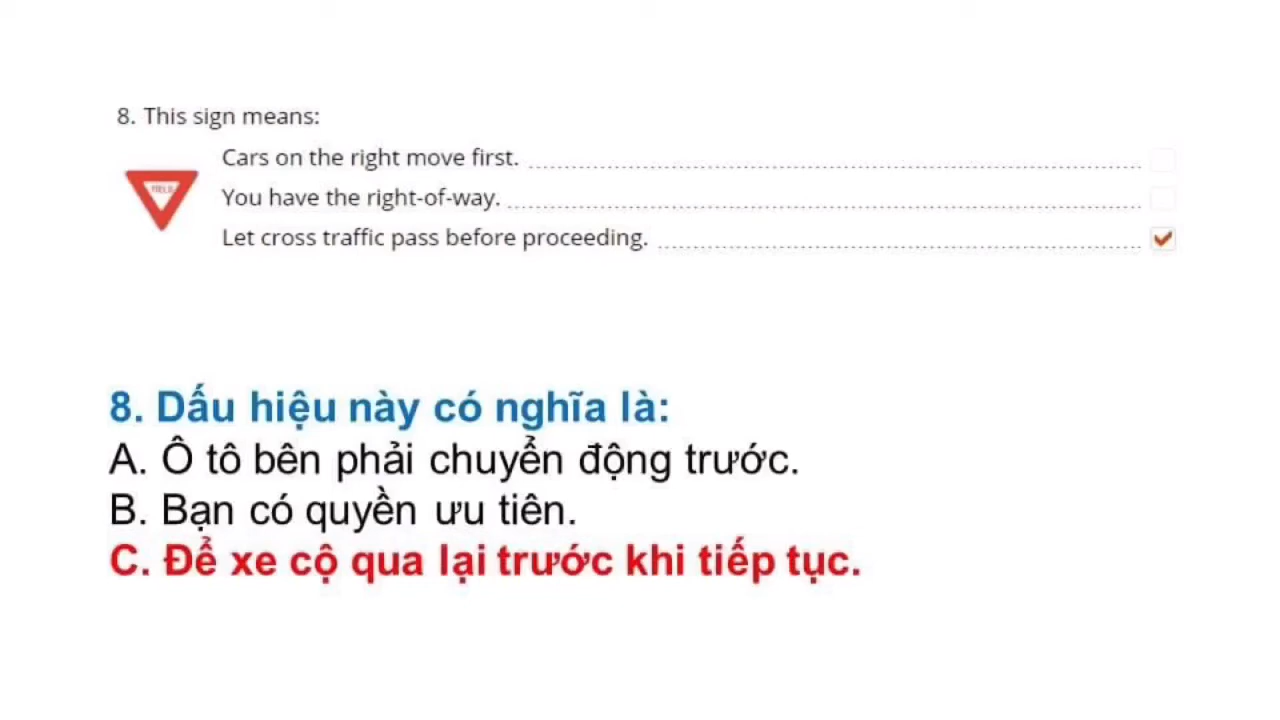 8. This sign means:
Cars on the right move first.
YIELD
You have the right-of-way.
Let cross traffic pass before proceeding.
8. Dấu hiệu này có nghĩa là:
A. Ô tô bên phải chuyển động trước.
B. Bạn có quyền ưu tiên.
C. Để xe cộ qua lại trước khi tiếp tục.